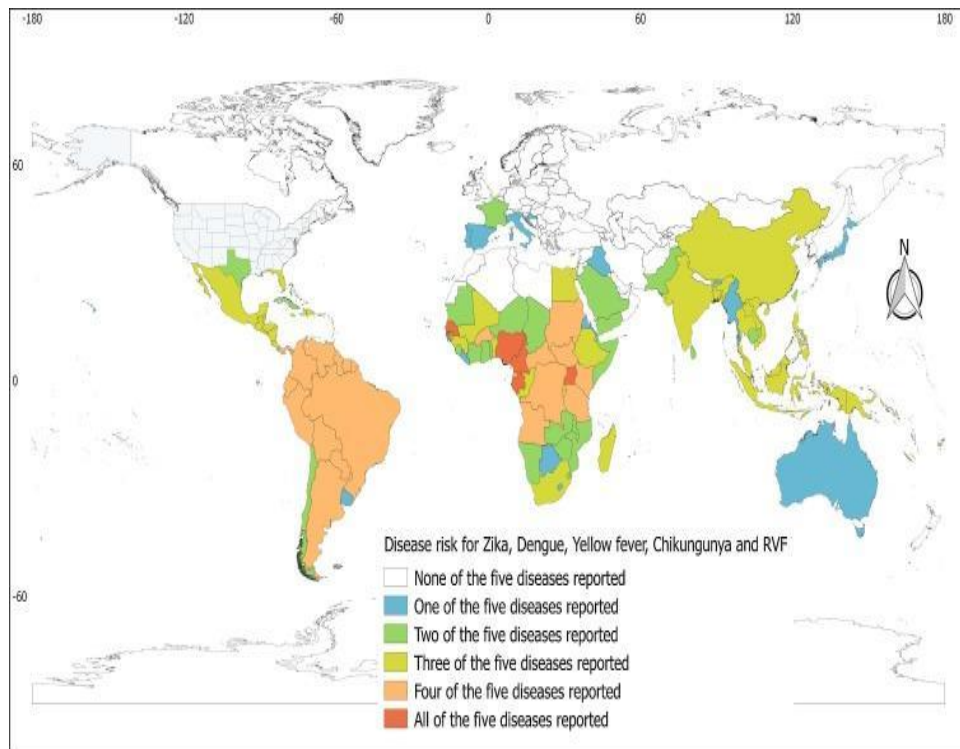 -180 -120 -60 0 60 120 180
N
60
0
-60
Disease risk for Zika, Dengue, Yellow fever, Chikungunya and RVF
None of the five diseases reported
One of the five diseases reported
Two of the five diseases reported
Three of the five diseases reported
Four of the five diseases reported
All of the five diseases reported